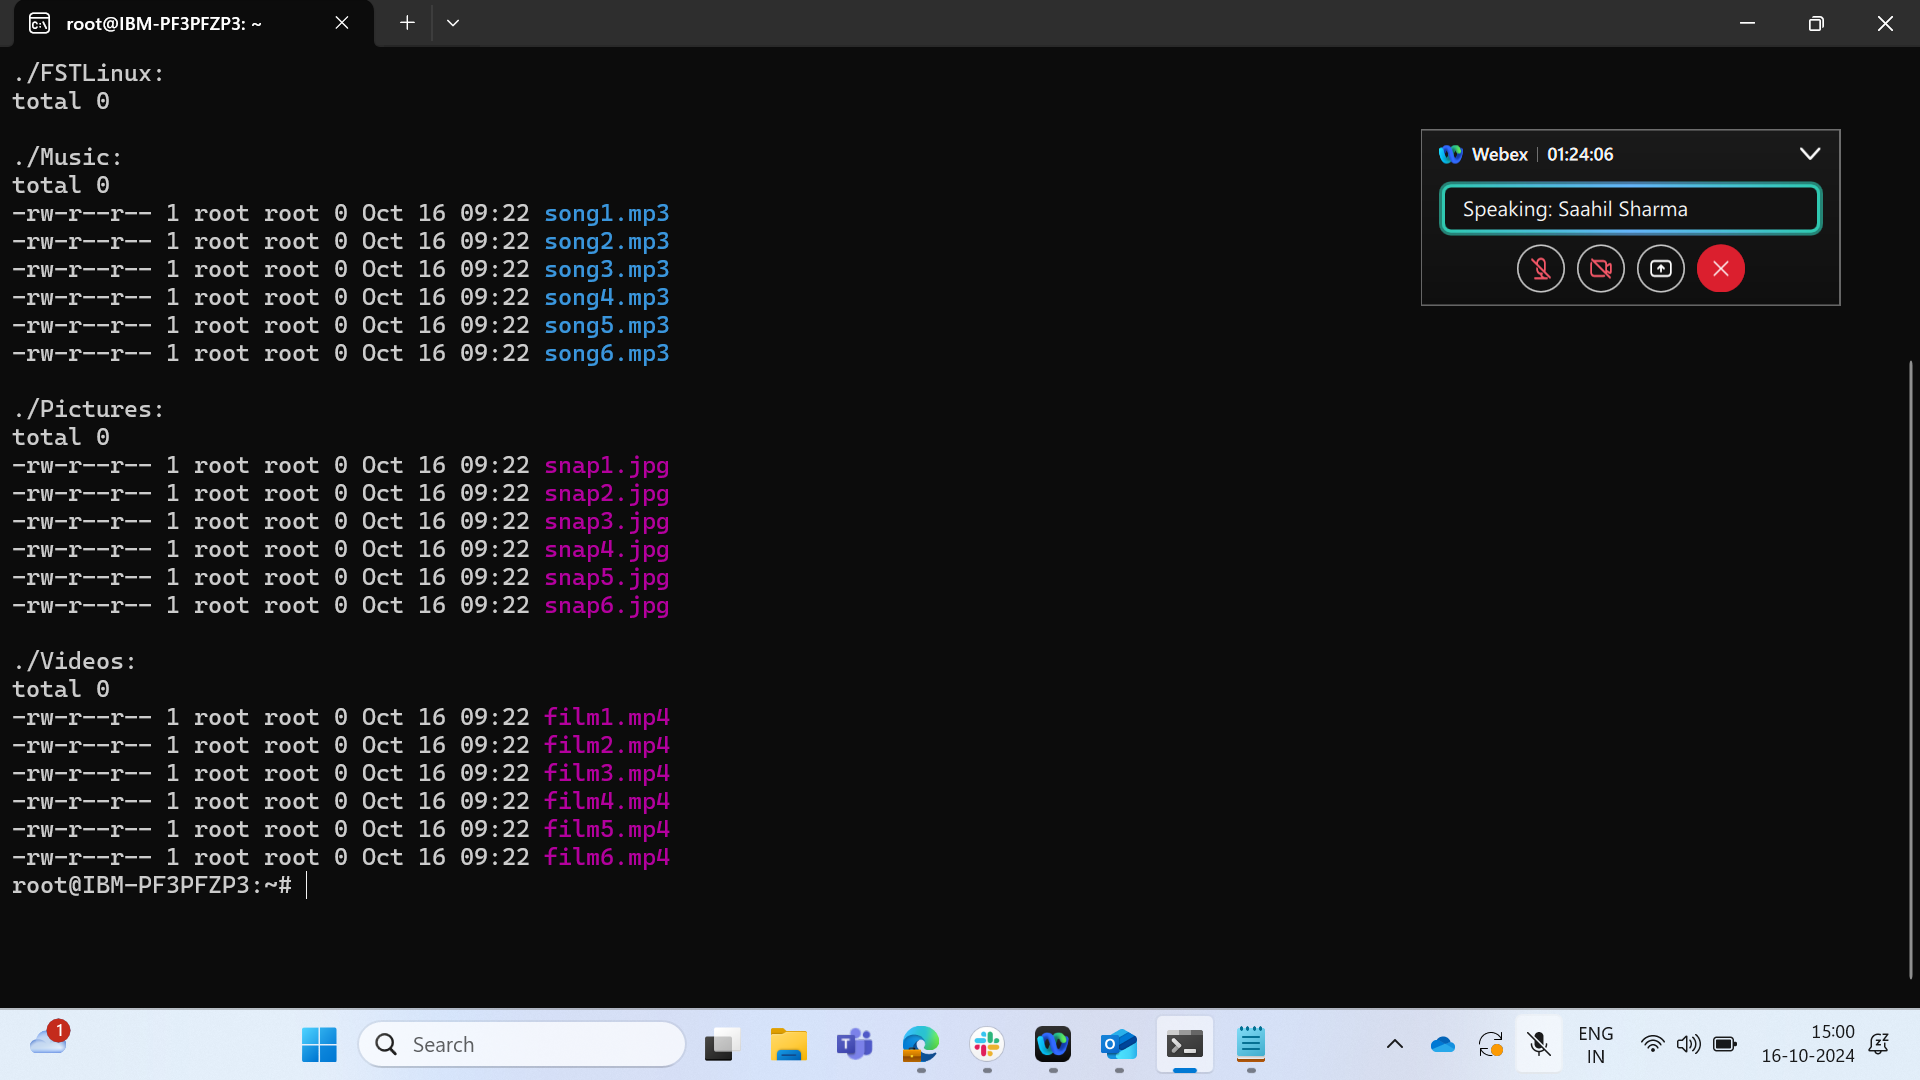 root@IBM-PF3PFZP3: ~
./FSTLinux:
total 0
./Music:
total 0
-rw-r--r-- 1 root root 0 Oct 16 09:22 song1.mp3
-rw-r--r-- 1 root root 0 Oct 16 09:22 song2.mp3
-rw-r--r-- 1 root root 0 Oct 16 09:22 song3.mp3
-rw-r--r-- 1 root root 0 Oct 16 09:22 song4.mp3
-rw-r--r-- 1 root root 0 Oct 16 09:22 song5.mp3
-rw-r--r-- 1 root root 0 Oct 16 09:22 song6.mp3
./Pictures:
total 0
-rw-r--r-- 1 root root 0 Oct 16 09:22 snap1.jpg
-rw-r--r-- 1 root root 0 Oct 16 09:22 snap2.jpg
-rw-r--r-- 1 root root 0 Oct 16 09:22 snap3.jpg
-rw-r--r-- 1 root root 0 Oct 16 09:22 snap4.jpg
-rw-r--r-- 1 root root 0 Oct 16 09:22 snap5.jpg
-rw-r--r-- 1 root root 0 Oct 16 09:22 snap6.jpg
./Videos:
total 0
-rw-r--r-- 1 root root 0 Oct 16 09:22 film1.mp4
-rw-r--r-- 1 root root 0 Oct 16 09:22 film2.mp4
-rw-r--r-- 1 root root 0 Oct 16 09:22 film3.mp4
-rw-r--r-- 1 root root 0 Oct 16 09:22 film4.mp4
-rw-r--r-- 1 root root 0 Oct 16 09:22 film5.mp4
-rw-r--r-- 1 root root 0 Oct 16 09:22 film6.mp4
root@IBM-PF3PFZP3:~#
Webex | 01:24:06
Speaking: Saahil Sharma
1
Search
ENG
IN
15:00
16-10-2024